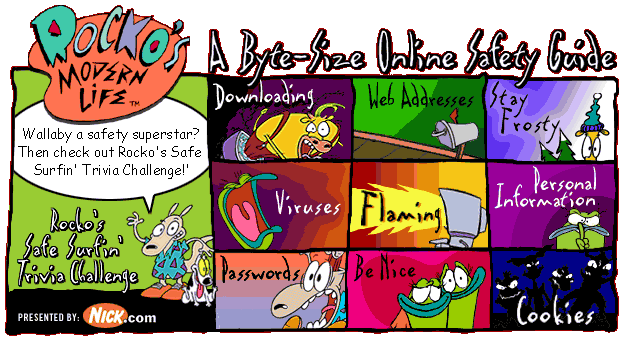 ROCKO'S
MODERN
LIFE™
A Byte-Size Online Safety Guide
Wallaby a safety superstar?
Then check out Rocko's Safe
Surfin' Trivia Challenge!'
Rocko's
Safe Surfin'
Trivia Challenge
PRESENTED BY: NICK.com
Downloading
Web Addresses
Stay
Frosty
Viruses
Flaming
Personal
Information
Passwords
Be Nice
Cookies